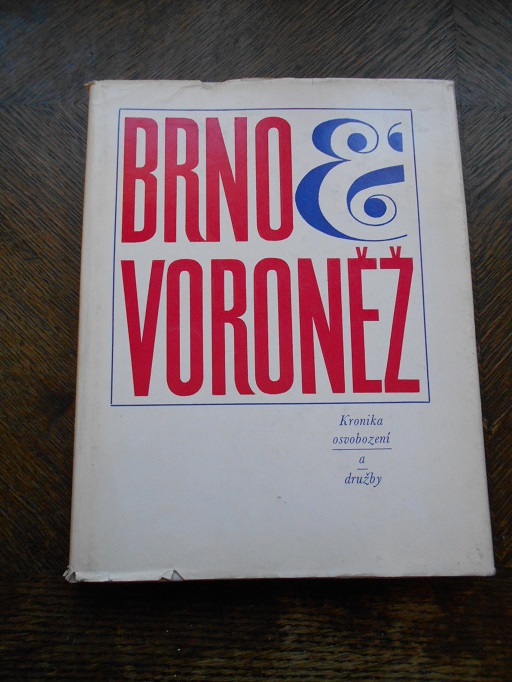 BRNO &
VORONĚŽ
Kronika
osvobození
a
družby